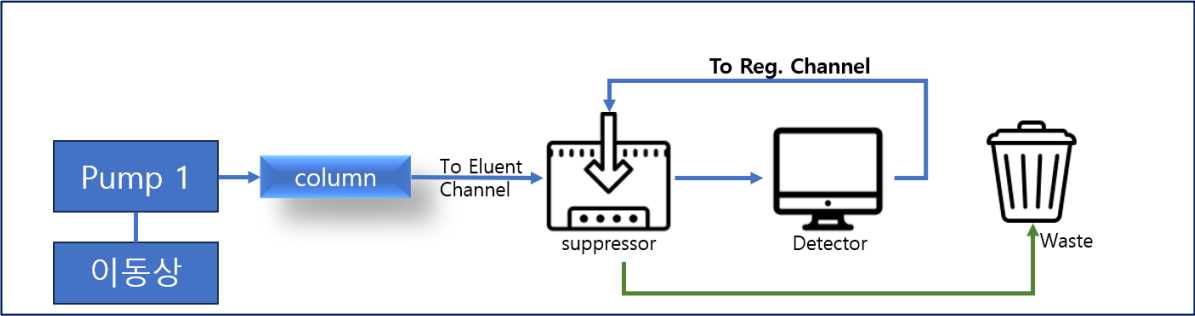 To Reg. Channel
Pump 1
column
To Eluent
Channel
suppressor
Detector
Waste
이동상